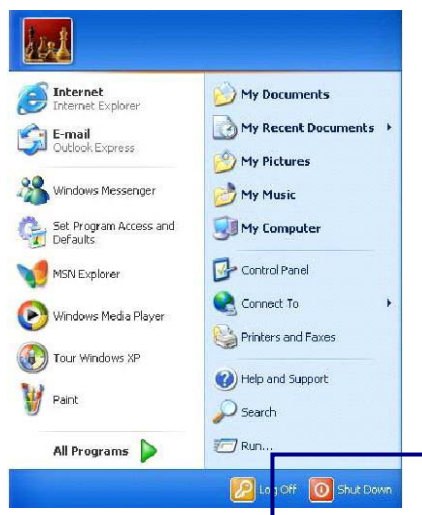 Internet
Internet Explorer
E-mail
Outlook Express
Windows Messenger
Set Program Access and
Defaults
MSN Explorer
Windows Media Player
Tour Windows XP
Paint
All Programs
My Documents
My Recent Documents
My Pictures
My Music
My Computer
Control Panel
Connect To
Printers and Faxes
Help and Support
Search
Run...
Log Off
Shut Down